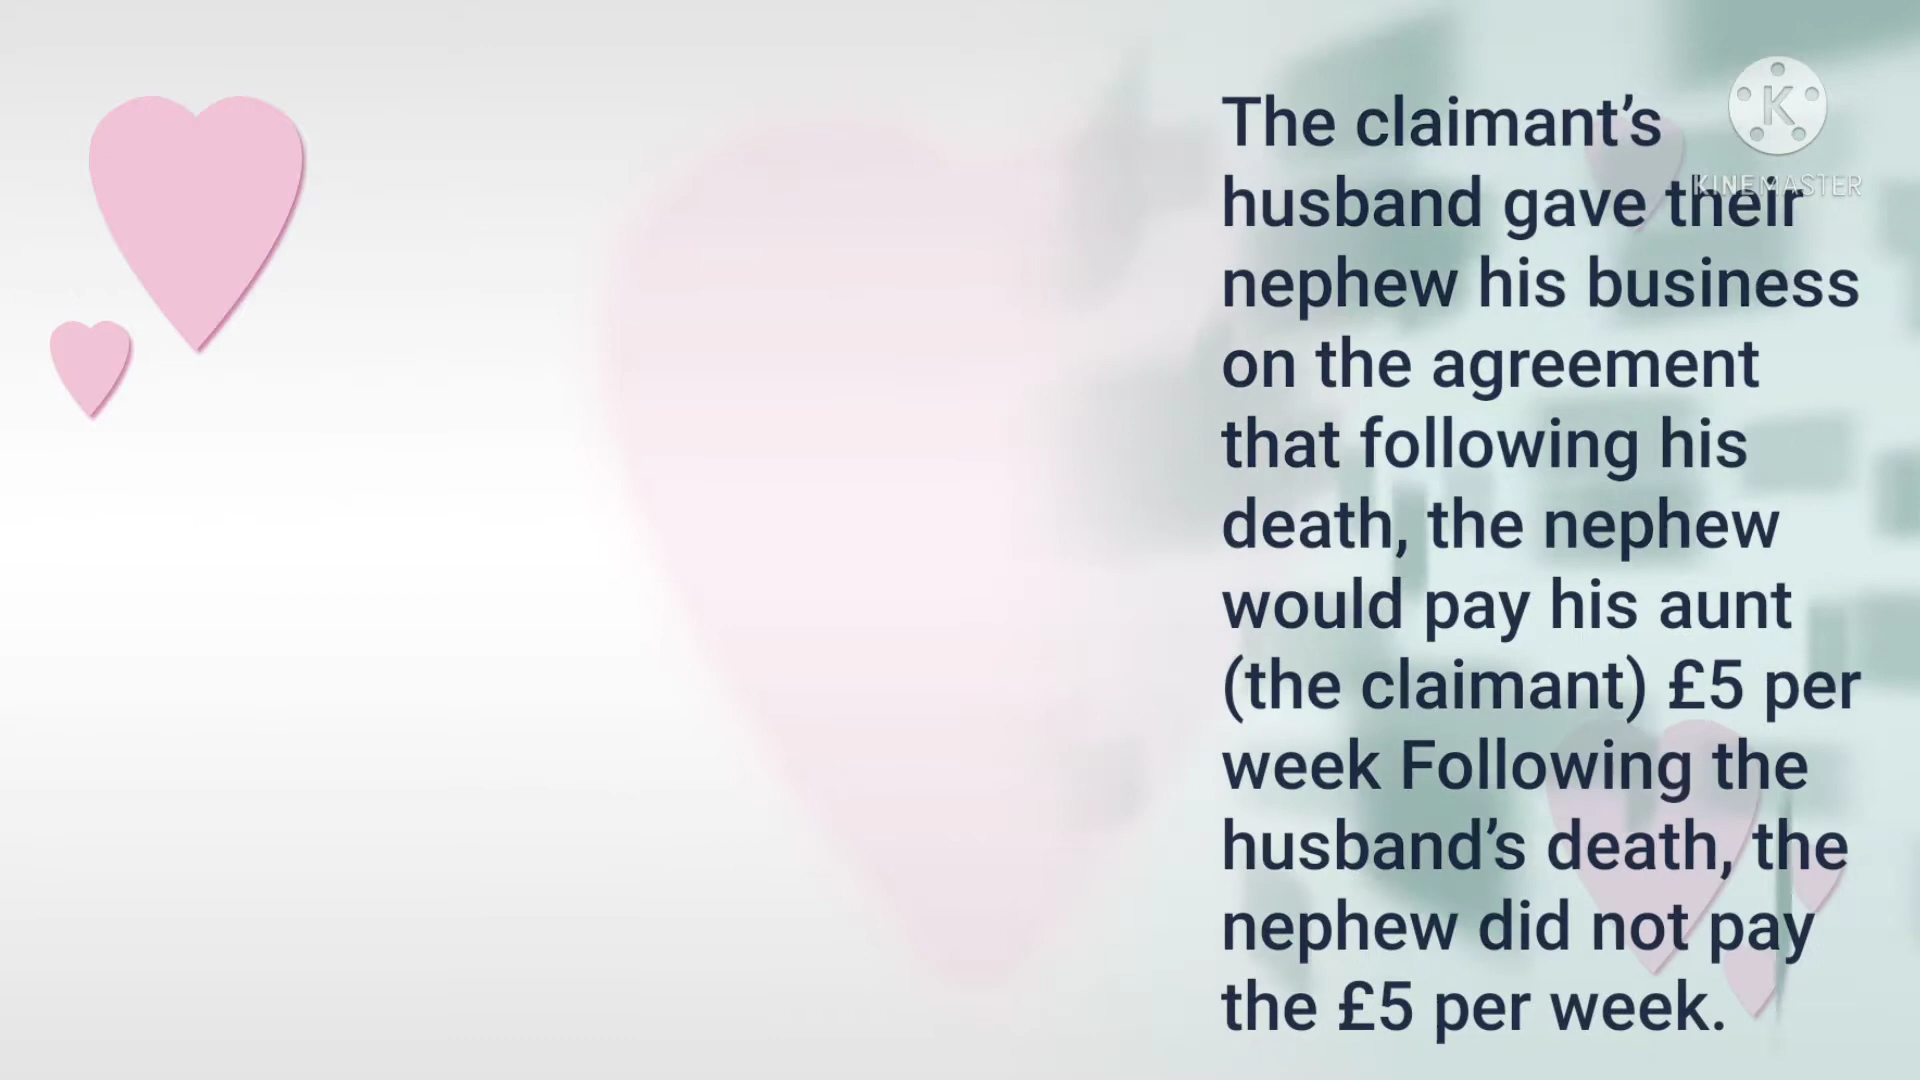 The claimant’s
husband gave their
nephew his business
on the agreement
that following his
death, the nephew
would pay his aunt
(the claimant) £5 per
week Following the
husband’s death, the
nephew did not pay
the £5 per week.
K
KINEMASTER